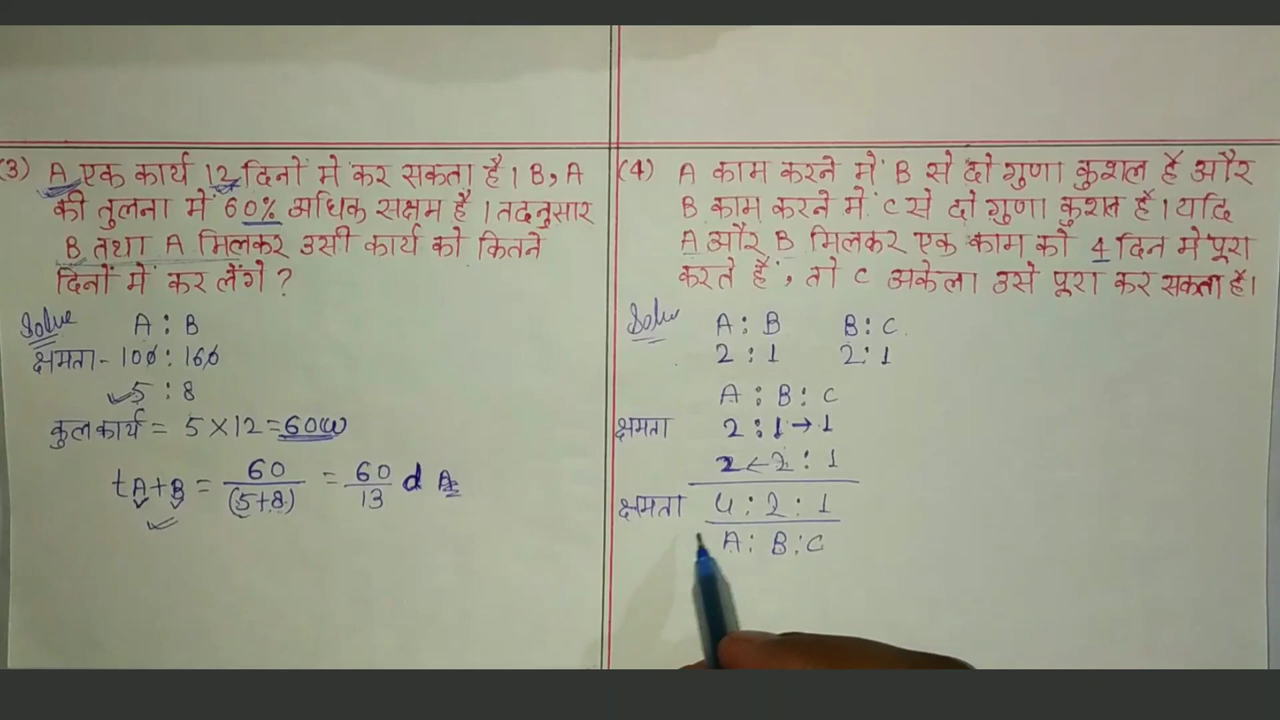 (3) A एक कार्य 12 दिनों में कर सकता है। B, A
की तुलना में 60% अधिक सक्षम है । तदनुसार
B तथा A मिलकर उसी कार्य को कितने
दिनों में कर लेंगे ?
Solve A : B
क्षमता - 100 : 160
5 : 8
कुलकार्य = 5 × 12 = 60w
tA+B = 60/(5+8) = 60/13 d
(4) A काम करने में B से दो गुणा कुशल है और
B काम करने में C से दो गुणा कुशल है। यदि
A और B मिलकर एक काम को 4 दिन मे पूरा
करते हैं , तो C अकेला उसे पूरा कर सकता है।
Solve A : B B : C
2 : 1 2 : 1
A : B : C
क्षमता 2 : 1 → 1
2 ← 2 : 1
क्षमता 4 : 2 : 1
A : B : C